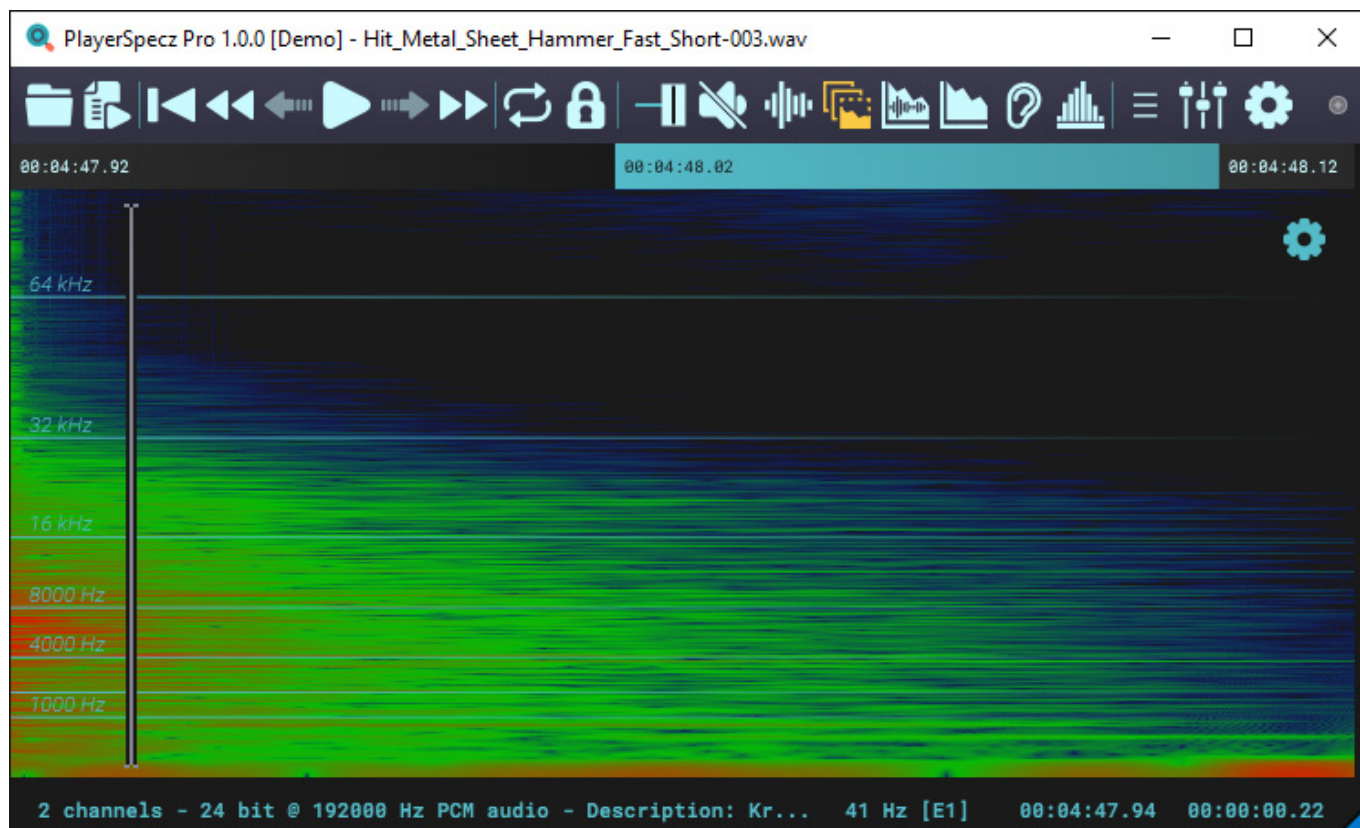 PlayerSpecz Pro 1.0.0 [Demo] - Hit_Metal_Sheet_Hammer_Fast_Short-003.wav
00:04:47.92 00:04:48.02 00:04:48.12
64 kHz
32 kHz
16 kHz
8000 Hz
4000 Hz
1000 Hz
2 channels - 24 bit @ 192000 Hz PCM audio - Description: Kr... 41 Hz [E1] 00:04:47.94 00:00:00.22